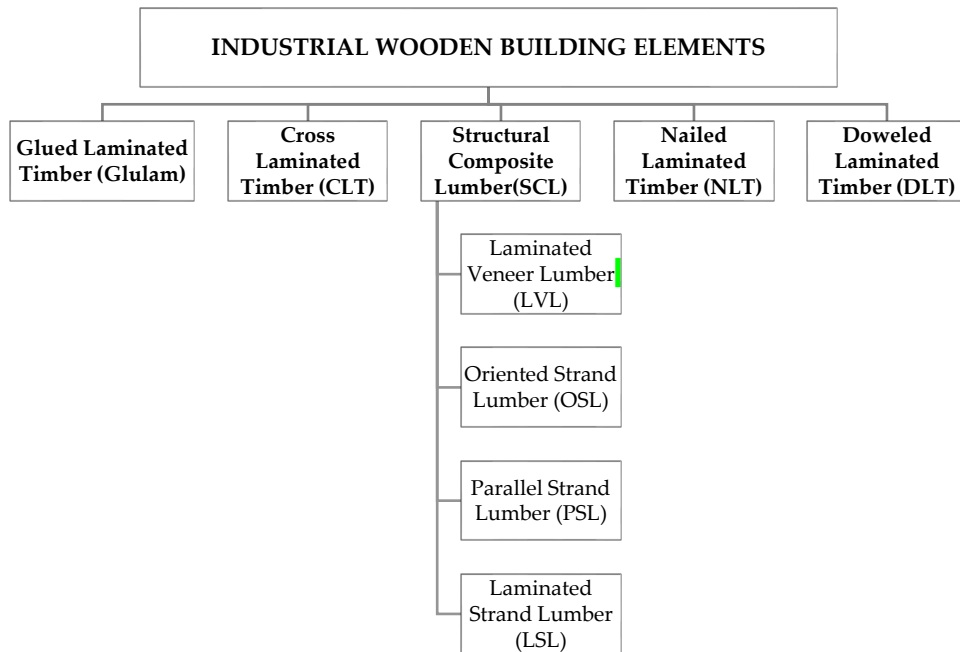 INDUSTRIAL WOODEN BUILDING ELEMENTS
Glued Laminated
Timber (Glulam)
Cross
Laminated
Timber (CLT)
Structural
Composite
Lumber(SCL)
Nailed
Laminated
Timber (NLT)
Doweled
Laminated
Timber (DLT)
Laminated
Veneer Lumber
(LVL)
Oriented Strand
Lumber (OSL)
Parallel Strand
Lumber (PSL)
Laminated
Strand Lumber
(LSL)